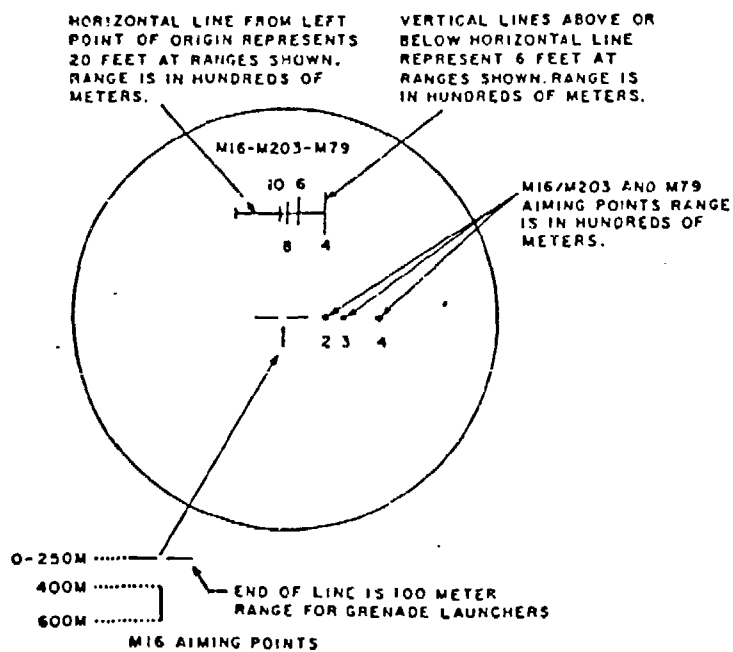 HORIZONTAL LINE FROM LEFT
POINT OF ORIGIN REPRESENTS
20 FEET AT RANGES SHOWN.
RANGE IS IN HUNDREDS OF
METERS.
VERTICAL LINES ABOVE OR
BELOW HORIZONTAL LINE
REPRESENT 6 FEET AT
RANGES SHOWN. RANGE IS
IN HUNDREDS OF METERS.
M16-M203-M79
10 6
8 4
M16/M203 AND M79
AIMING POINTS RANGE
IS IN HUNDREDS OF
METERS.
2 3 4
0-250M
400M
600M
END OF LINE IS 100 METER
RANGE FOR GRENADE LAUNCHERS
M16 AIMING POINTS